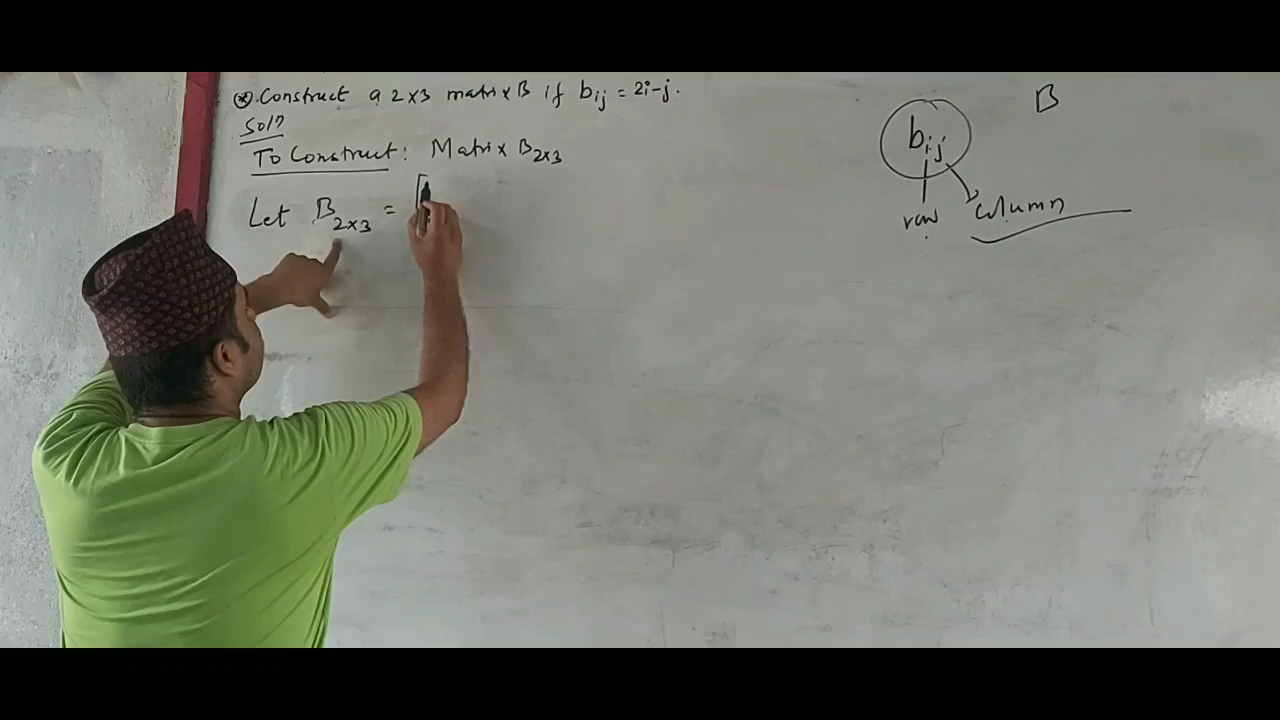 (*). Construct a 2×3 matrix B if bij = 2i-j.
Soln
To Construct: Matrix B2×3
Let B2×3 = [
B
bij
row
column